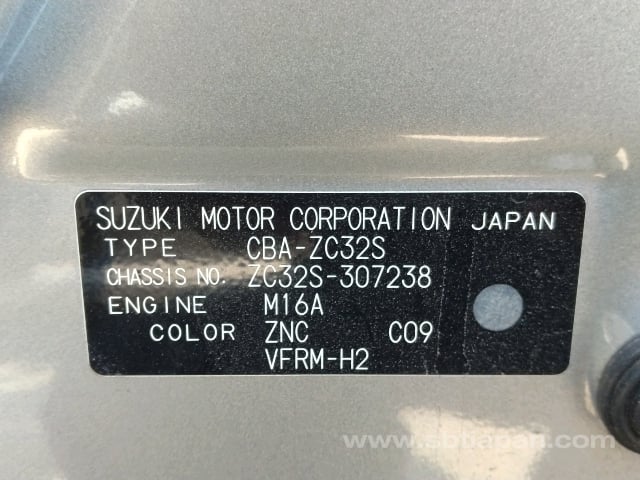 SUZUKI MOTOR CORPORATION JAPAN
TYPE CBA-ZC32S
CHASSIS NO. ZC32S-307238
ENGINE M16A
COLOR ZNC C09
VFRM-H2
www.sbtjapan.com